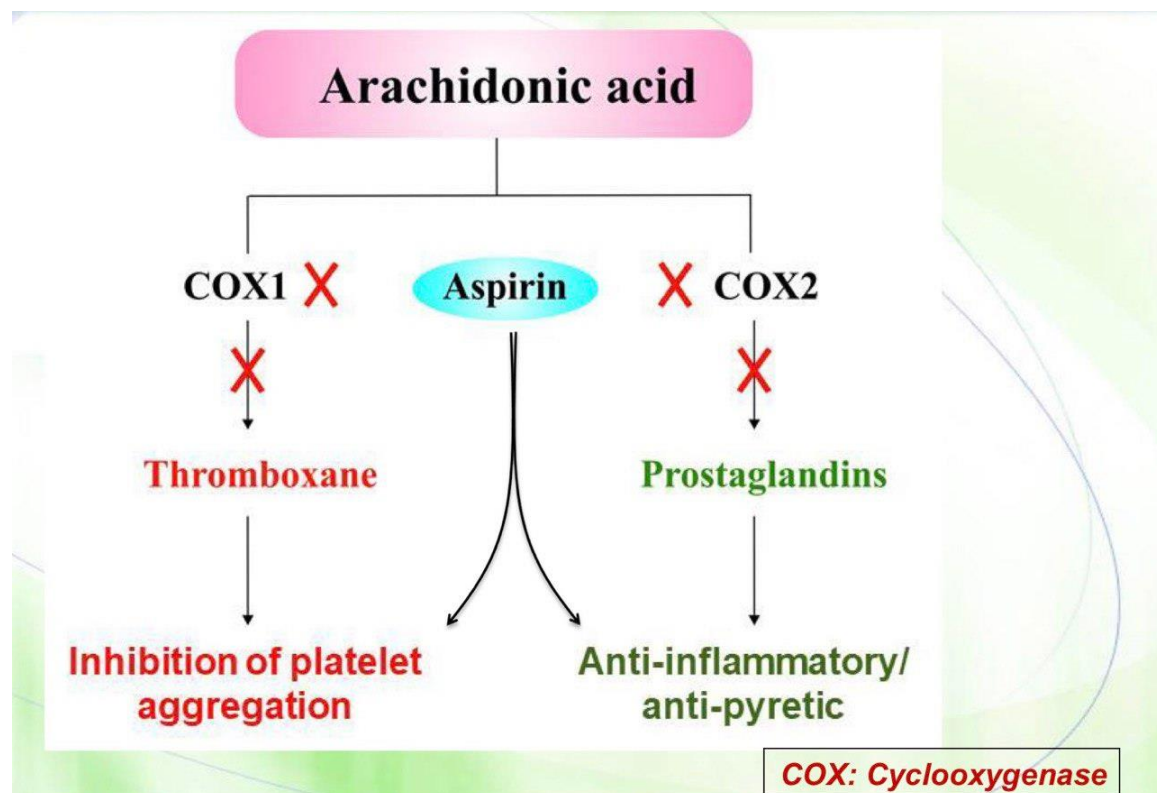 Arachidonic acid
COX1
Aspirin
COX2
Thromboxane
Prostaglandins
Inhibition of platelet
aggregation
Anti-inflammatory/
anti-pyretic
COX: Cyclooxygenase